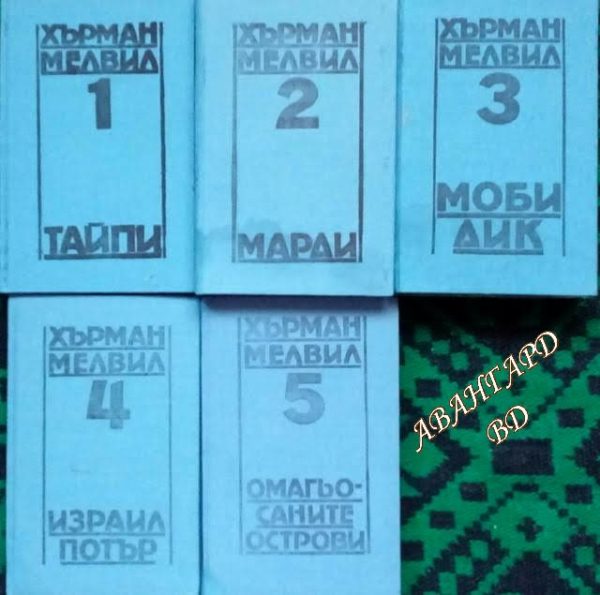 ХЪРМАН
МЕЛВИЛ
1
ТАЙПИ
ХЪРМАН
МЕЛВИЛ
2
МАРДИ
ХЪРМАН
МЕЛВИЛ
3
МОБИ
ДИК
ХЪРМАН
МЕЛВИЛ
4
ИЗРАИЛ
ПОТЪР
ХЪРМАН
МЕЛВИЛ
5
ОМАГЬО-
САНИТЕ
ОСТРОВИ
АВАНГАРД
BD